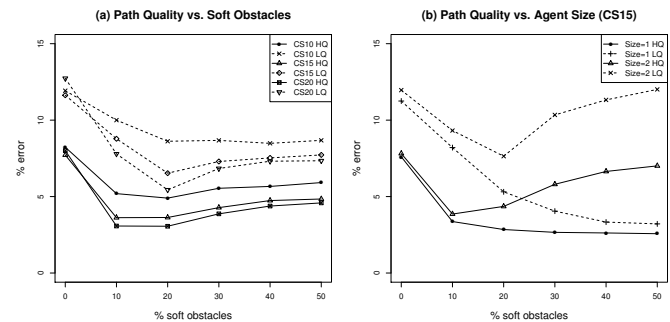 (a) Path Quality vs. Soft Obstacles
% error
15
10
5
0
CS10 HQ
CS10 LQ
CS15 HQ
CS15 LQ
CS20 HQ
CS20 LQ
0 10 20 30 40 50
% soft obstacles
(b) Path Quality vs. Agent Size (CS15)
% error
15
10
5
0
Size=1 HQ
Size=1 LQ
Size=2 HQ
Size=2 LQ
0 10 20 30 40 50
% soft obstacles